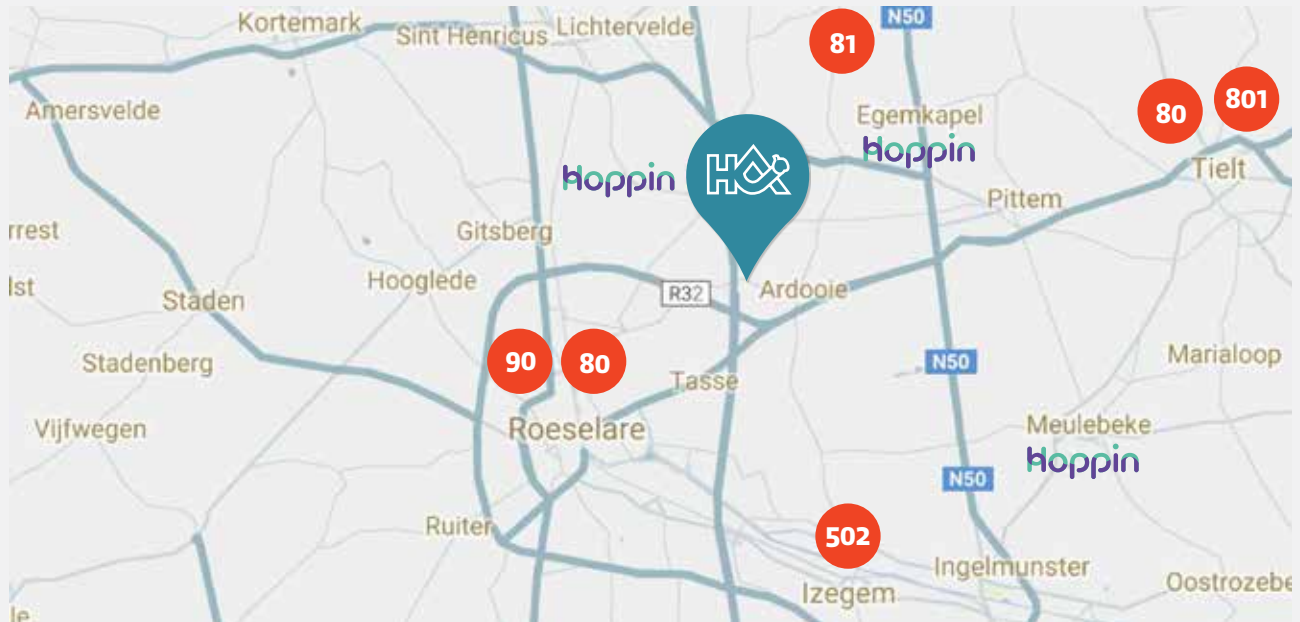 Kortemark
Sint Henricus
Lichtervelde
81
N50
Amersvelde
Egemkapel
80
801
hoppin
hoppin
Tielt
Pittem
rrest
Gitsberg
lst
Staden
Hooglede
R32
Ardooie
Stadenberg
90
80
Tasse
N50
Marialoop
Vijfwegen
Roeselare
Meulebeke
hoppin
N50
Ruiter
502
Izegem
Ingelmunster
Oostrozebe
le